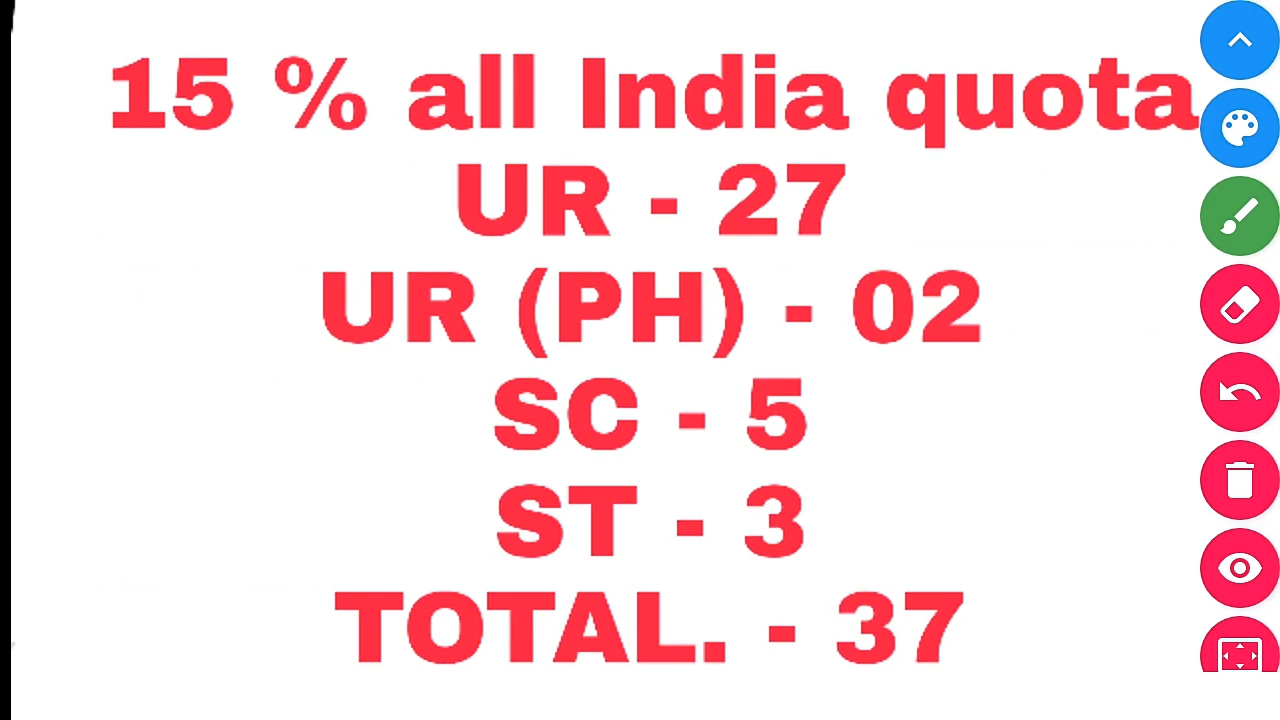 15 % all India quota
UR - 27
UR (PH) - 02
SC - 5
ST - 3
TOTAL. - 37